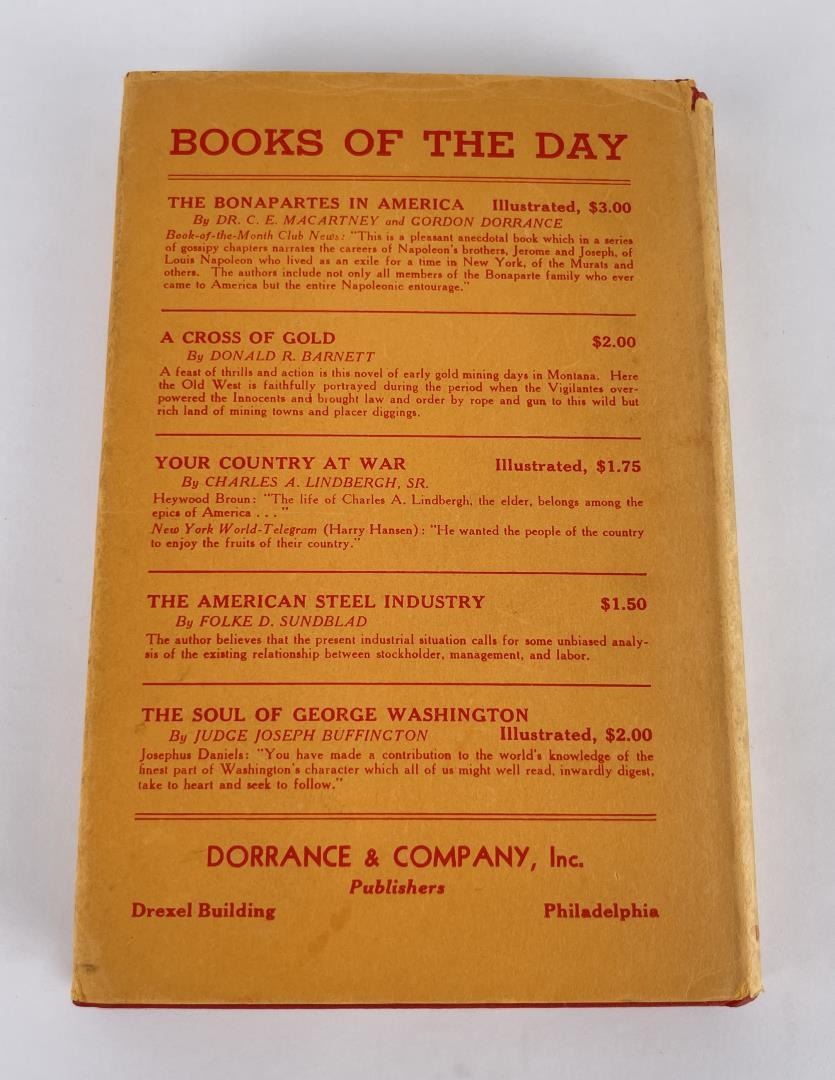 BOOKS OF THE DAY
THE BONAPARTES IN AMERICA Illustrated, $3.00
By DR. C. E. MACARTNEY and GORDON DORRANCE
Book-of-the-Month Club News: "This is a pleasant anecdotal book which in a series
of gossipy chapters narrates the careers of Napoleon's brothers, Jerome and Joseph, of
Louis Napoleon who lived as an exile for a time in New York, of the Murats and
others. The authors include not only all members of the Bonaparte family who ever
came to America but the entire Napoleonic entourage."
A CROSS OF GOLD $2.00
By DONALD R. BARNETT
A feast of thrills and action is this novel of early gold mining days in Montana. Here
the Old West is faithfully portrayed during the period when the Vigilantes over-
powered the Innocents and brought law and order by rope and gun to this wild but
rich land of mining towns and placer diggings.
YOUR COUNTRY AT WAR Illustrated, $1.75
By CHARLES A. LINDBERGH, SR.
Heywood Broun: "The life of Charles A. Lindbergh, the elder, belongs among the
epics of America . . ."
New York World-Telegram (Harry Hansen): "He wanted the people of the country
to enjoy the fruits of their country."
THE AMERICAN STEEL INDUSTRY $1.50
By FOLKE D. SUNDBLAD
The author believes that the present industrial situation calls for some unbiased analy-
sis of the existing relationship between stockholder, management, and labor.
THE SOUL OF GEORGE WASHINGTON
By JUDGE JOSEPH BUFFINGTON Illustrated, $2.00
Josephus Daniels: "You have made a contribution to the world's knowledge of the
finest part of Washington's character which all of us might well read, inwardly digest,
take to heart and seek to follow."
DORRANCE & COMPANY, Inc.
Publishers
Drexel Building Philadelphia